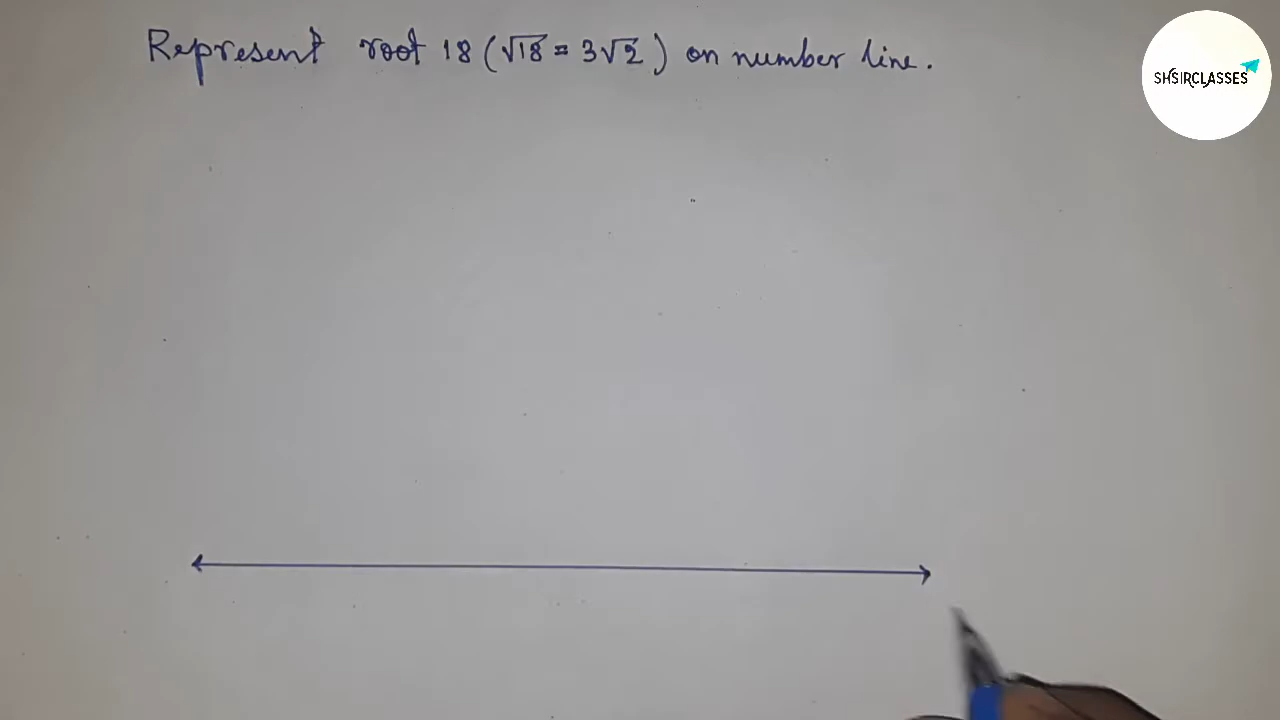 Represent root 18 (√18 = 3√2) on number line.
SHSIRCLASSES